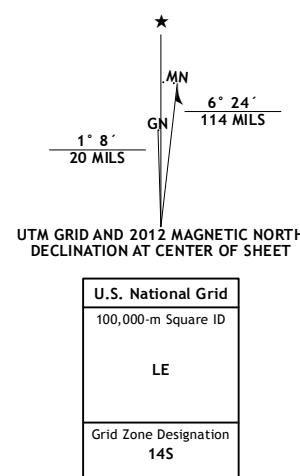 ★
MN
GN
6° 24´
114 MILS
1° 8´
20 MILS
UTM GRID AND 2012 MAGNETIC NORTH
DECLINATION AT CENTER OF SHEET
U.S. National Grid
100,000-m Square ID
LE
Grid Zone Designation
14S